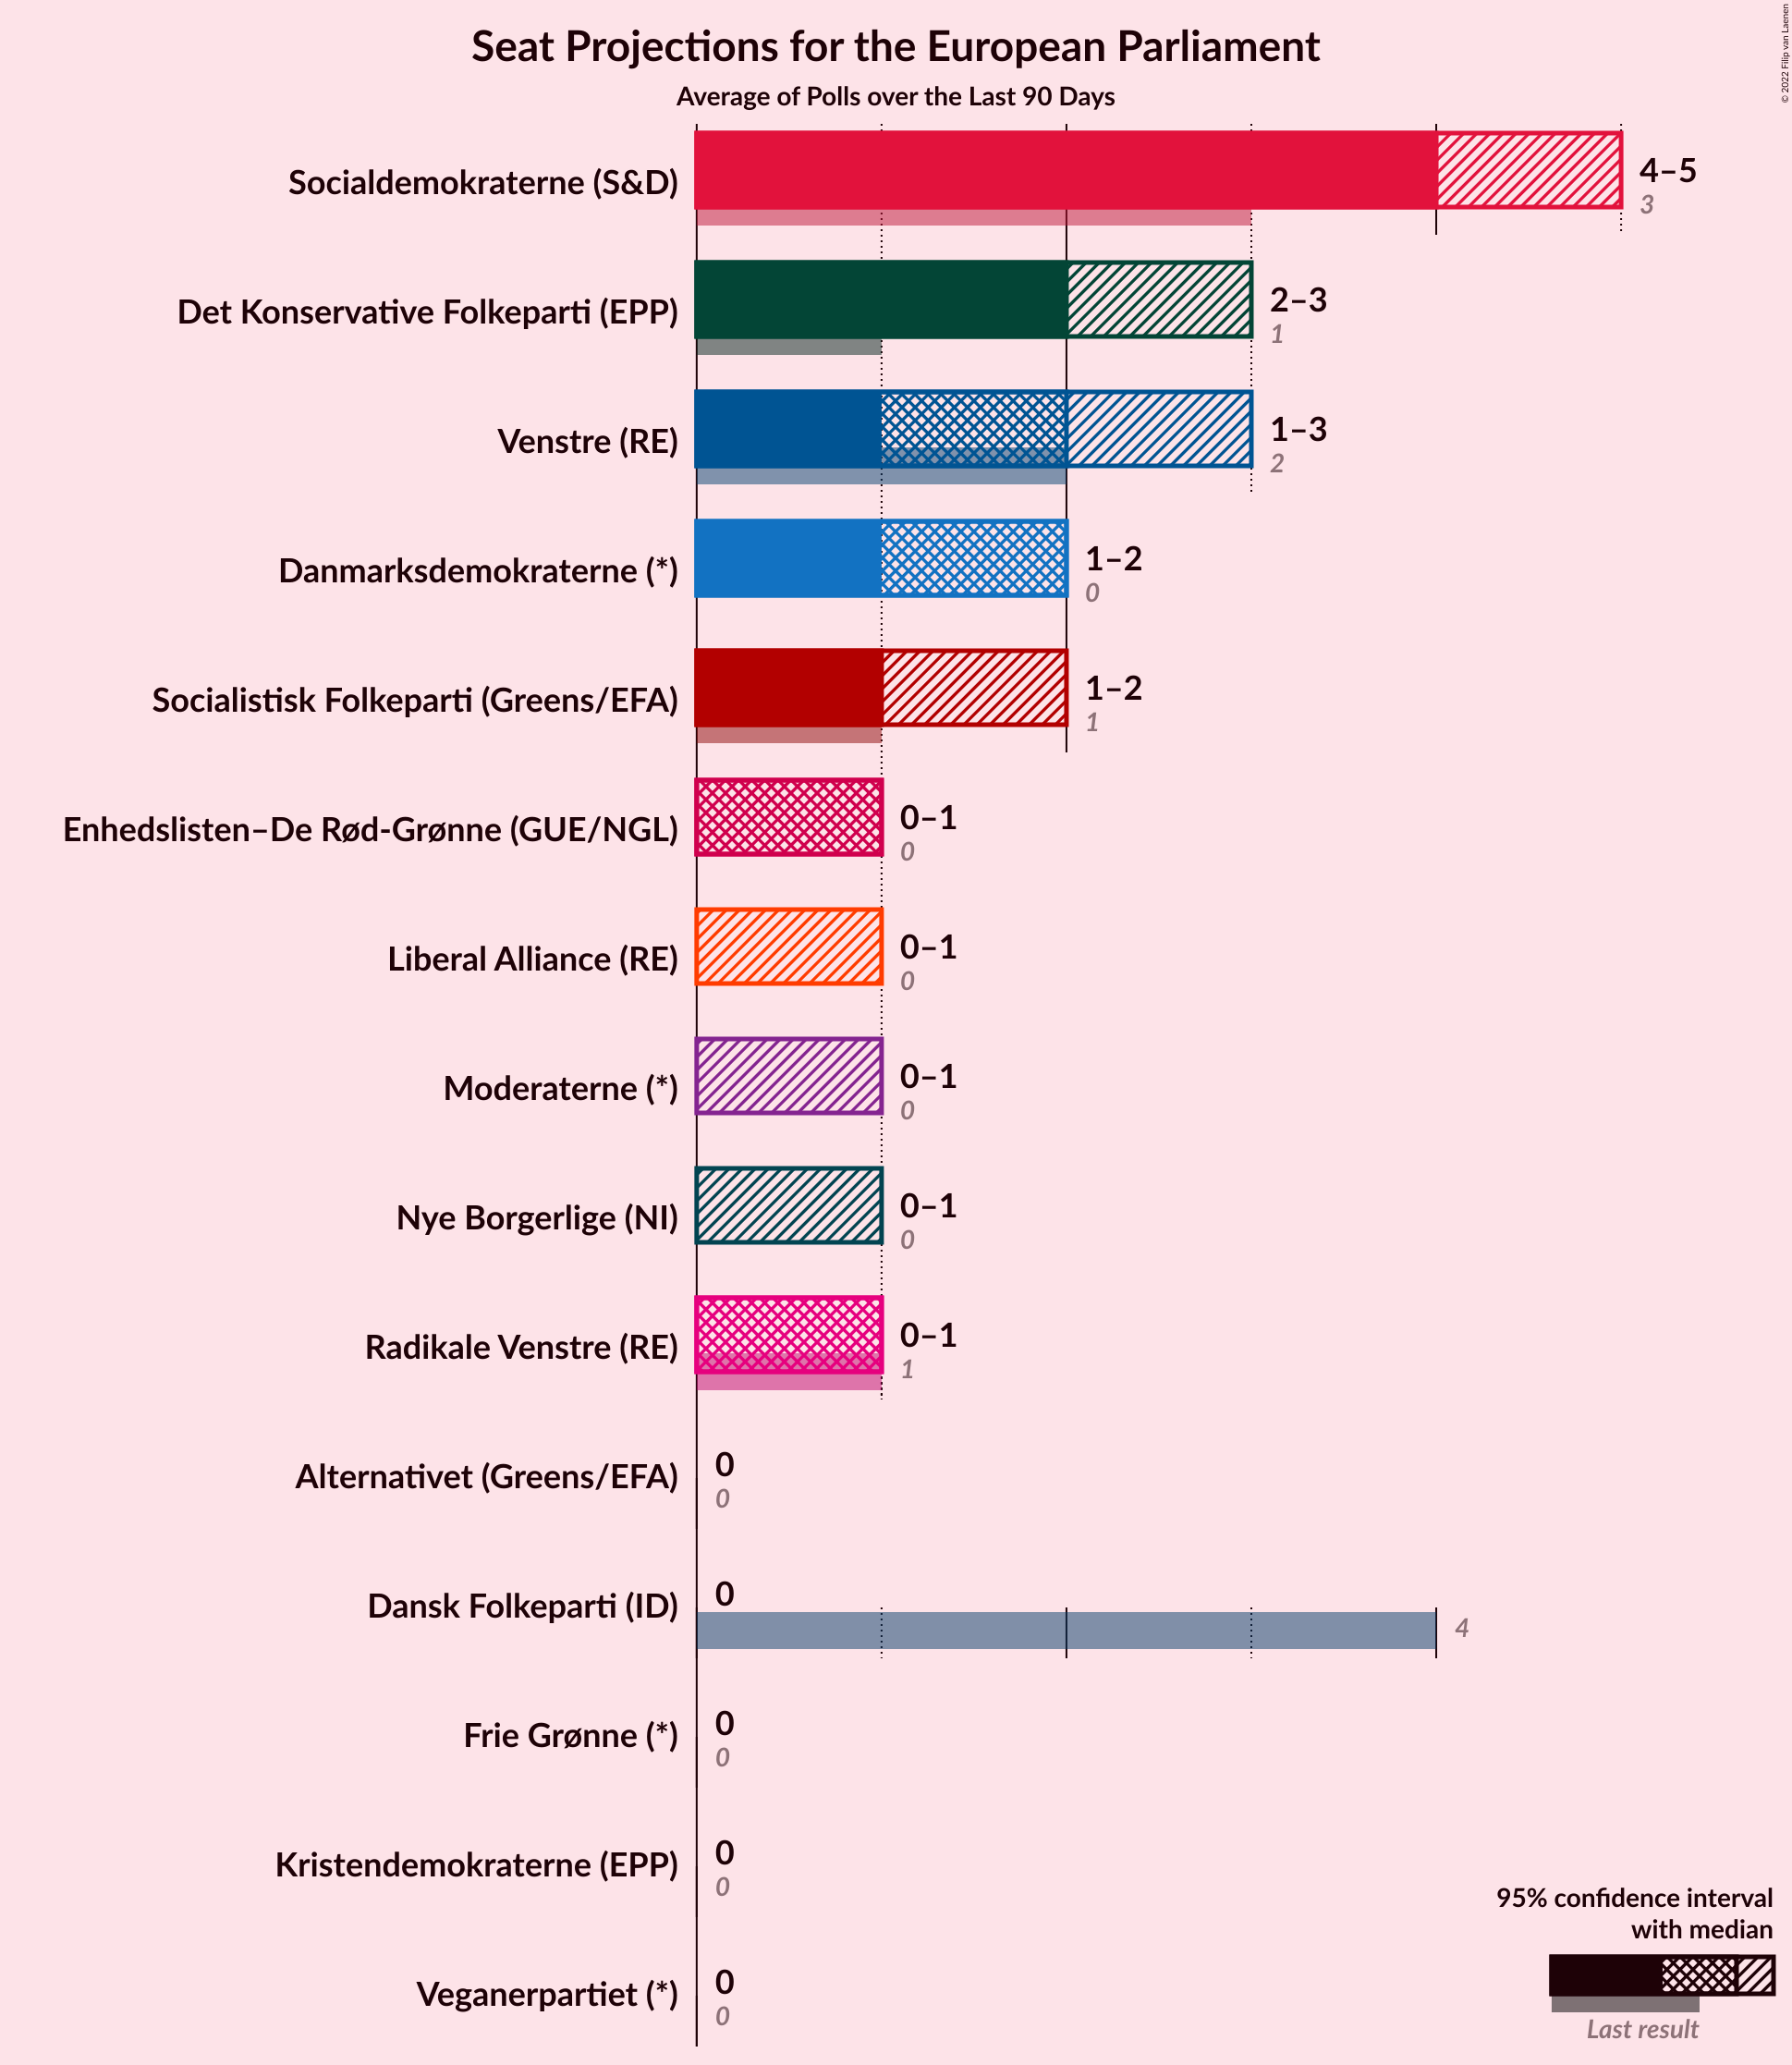 Seat Projections for the European Parliament
Average of Polls over the Last 90 Days
© 2022 Filip van Laenen
Socialdemokraterne (S&D)
4–5
3
Det Konservative Folkeparti (EPP)
2–3
1
Venstre (RE)
1–3
2
Danmarksdemokraterne (*)
1–2
0
Socialistisk Folkeparti (Greens/EFA)
1–2
1
Enhedslisten–De Rød-Grønne (GUE/NGL)
0–1
0
Liberal Alliance (RE)
0–1
0
Moderaterne (*)
0–1
0
Nye Borgerlige (NI)
0–1
0
Radikale Venstre (RE)
0–1
1
Alternativet (Greens/EFA)
0
0
Dansk Folkeparti (ID)
0
4
Frie Grønne (*)
0
0
Kristendemokraterne (EPP)
0
0
Veganerpartiet (*)
0
0
95% confidence interval
with median
Last result